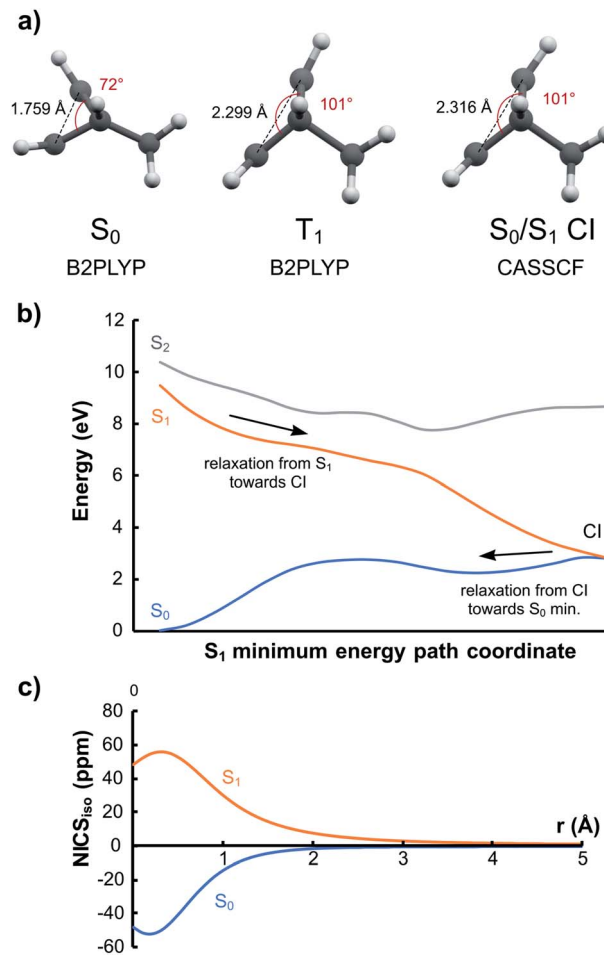 a)
72°
101°
101°
1.759 Å
2.299 Å
2.316 Å
S₀
T₁
S₀/S₁ CI
B2PLYP
B2PLYP
CASSCF
b)
12
10
8
6
4
2
0
Energy (eV)
S₂
S₁
relaxation from S₁
towards CI
CI
S₀
relaxation from CI
towards S₀ min.
S₁ minimum energy path coordinate
c)
0
80
60
40
20
0
-20
-40
-60
NICSiso (ppm)
S₁
r (Å)
1
2
3
4
5
S₀